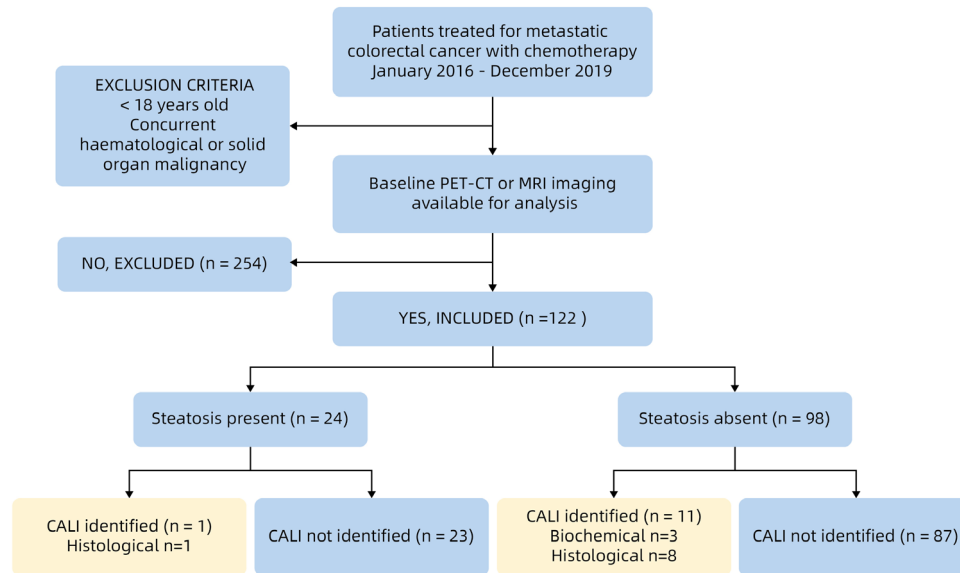 Patients treated for metastatic
colorectal cancer with chemotherapy
January 2016 - December 2019
EXCLUSION CRITERIA
< 18 years old
Concurrent
haematological or solid
organ malignancy
Baseline PET-CT or MRI imaging
available for analysis
NO, EXCLUDED (n = 254)
YES, INCLUDED (n =122 )
Steatosis present (n = 24)
Steatosis absent (n = 98)
CALI identified (n = 1)
Histological n=1
CALI not identified (n = 23)
CALI identified (n = 11)
Biochemical n=3
Histological n=8
CALI not identified (n = 87)